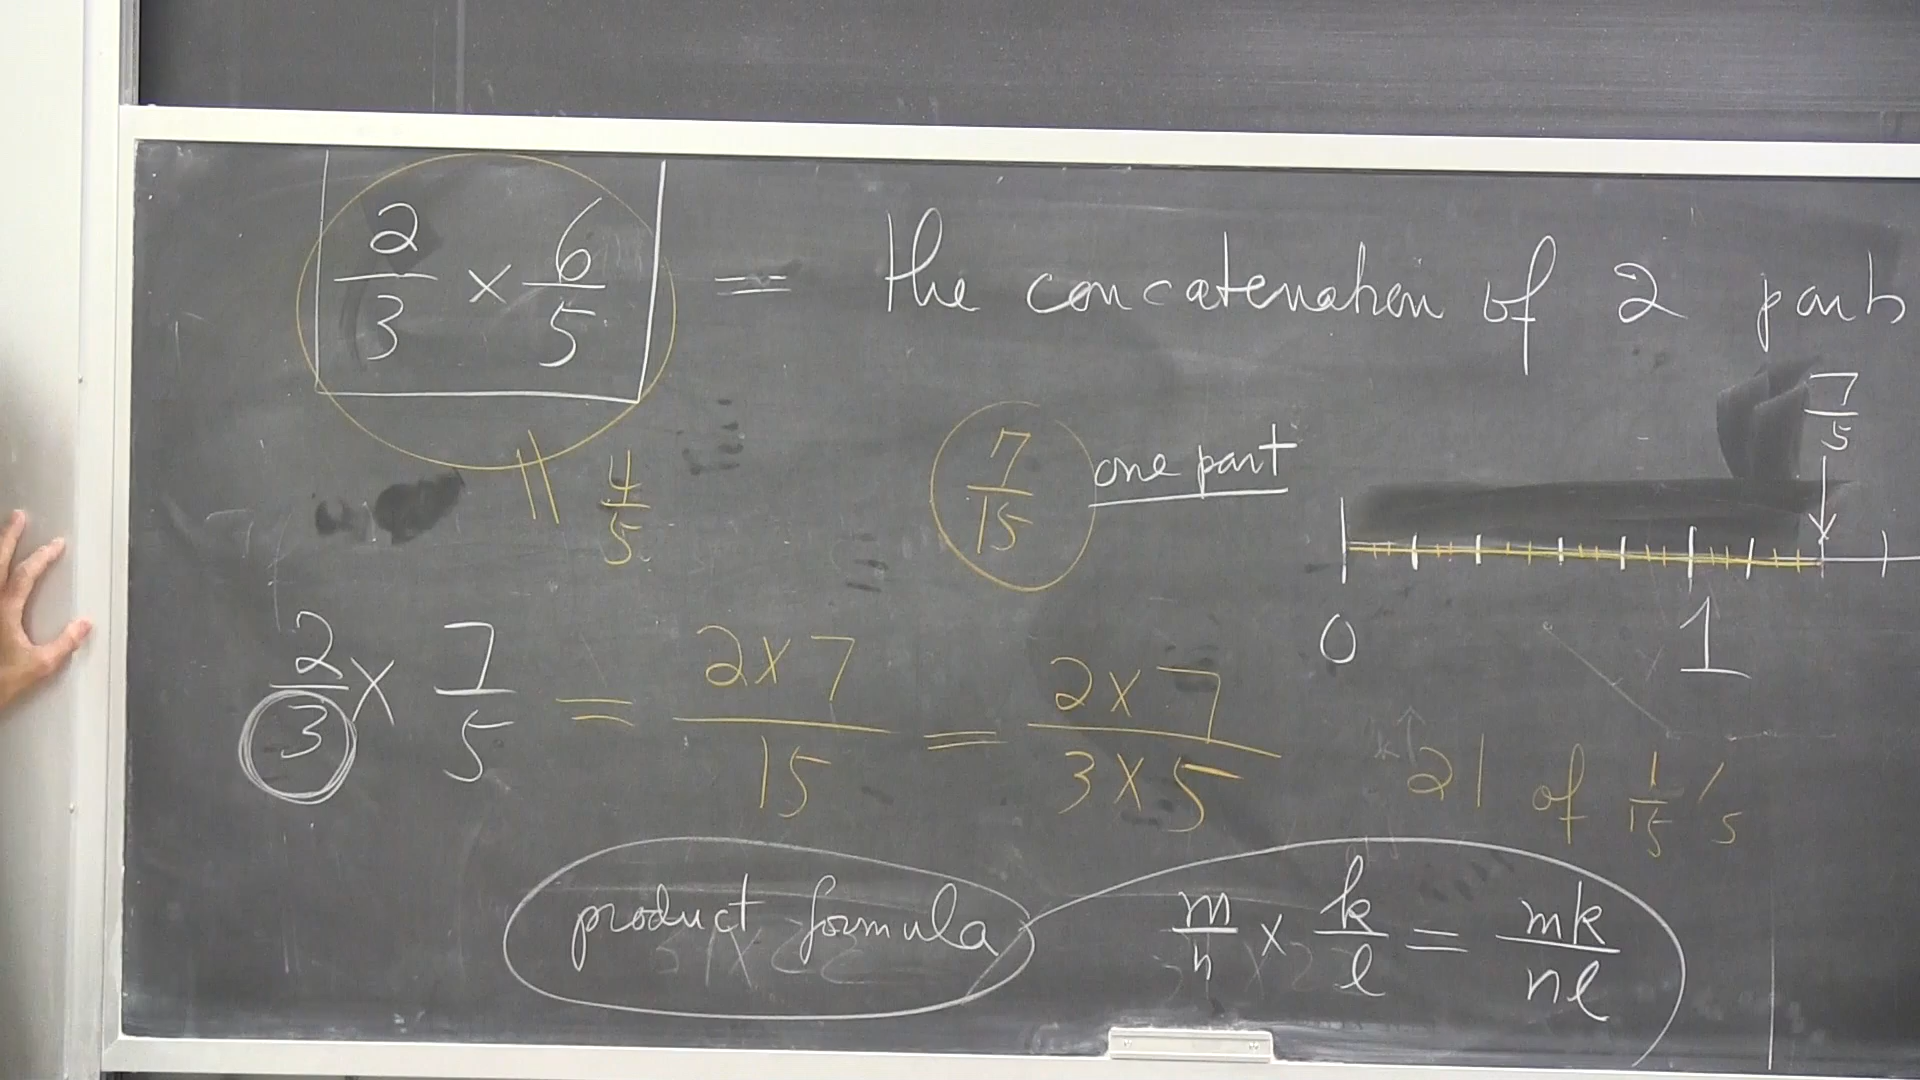 2/3 × 6/5 = the concatenation of 2 parts
7/5
|| 4/5
7/15 one part
0 1
2/3 × 7/5 = 2×7/15 = 2×7/3×5
21 of 1/15's
product formula m/n × k/l = mk/nl